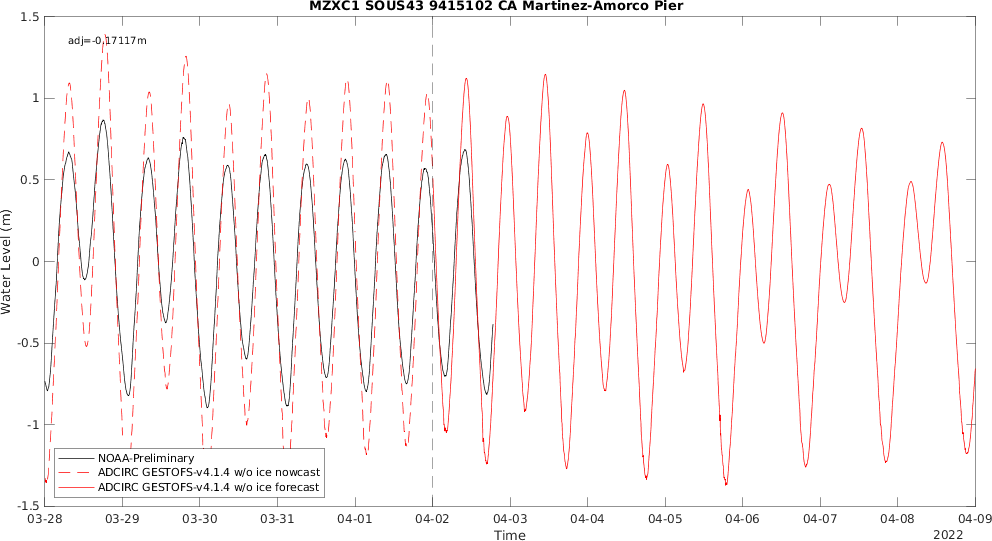 MZXC1 SOUS43 9415102 CA Martinez-Amorco Pier
adj=-0.17117m
Water Level (m)
1.5
1
0.5
0
-0.5
-1
-1.5
NOAA-Preliminary
ADCIRC GESTOFS-v4.1.4 w/o ice nowcast
ADCIRC GESTOFS-v4.1.4 w/o ice forecast
03-28 03-29 03-30 03-31 04-01 04-02 04-03 04-04 04-05 04-06 04-07 04-08 04-09
Time
2022